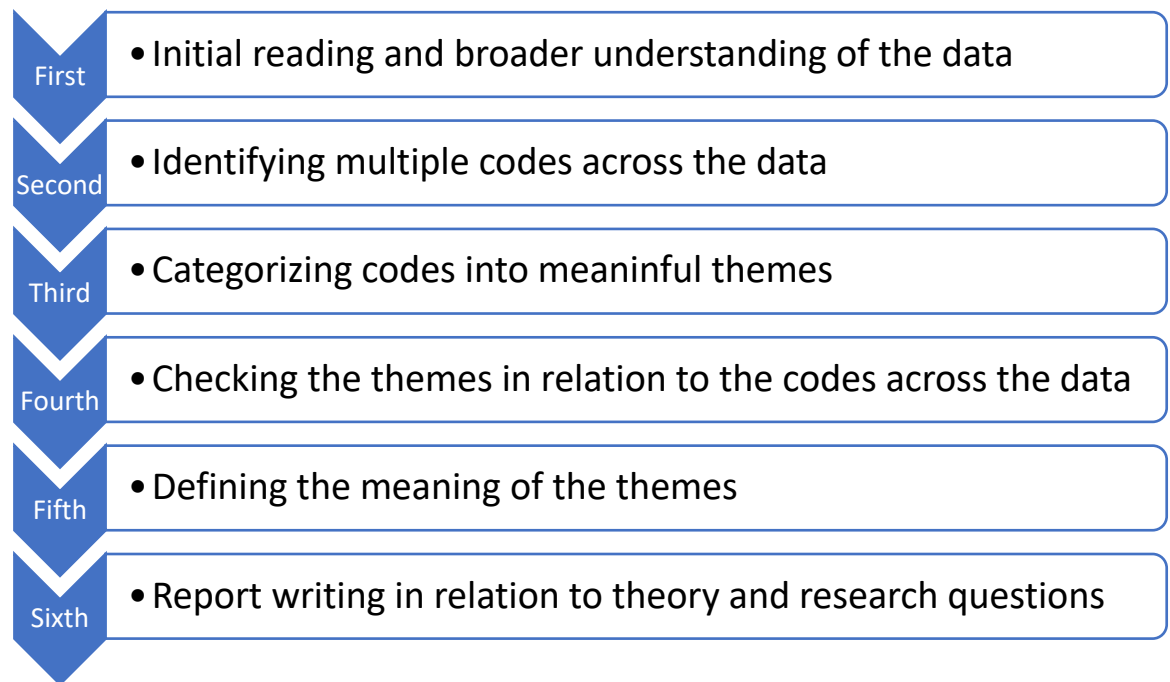 First
• Initial reading and broader understanding of the data
Second
• Identifying multiple codes across the data
Third
• Categorizing codes into meaninful themes
Fourth
• Checking the themes in relation to the codes across the data
Fifth
• Defining the meaning of the themes
Sixth
• Report writing in relation to theory and research questions